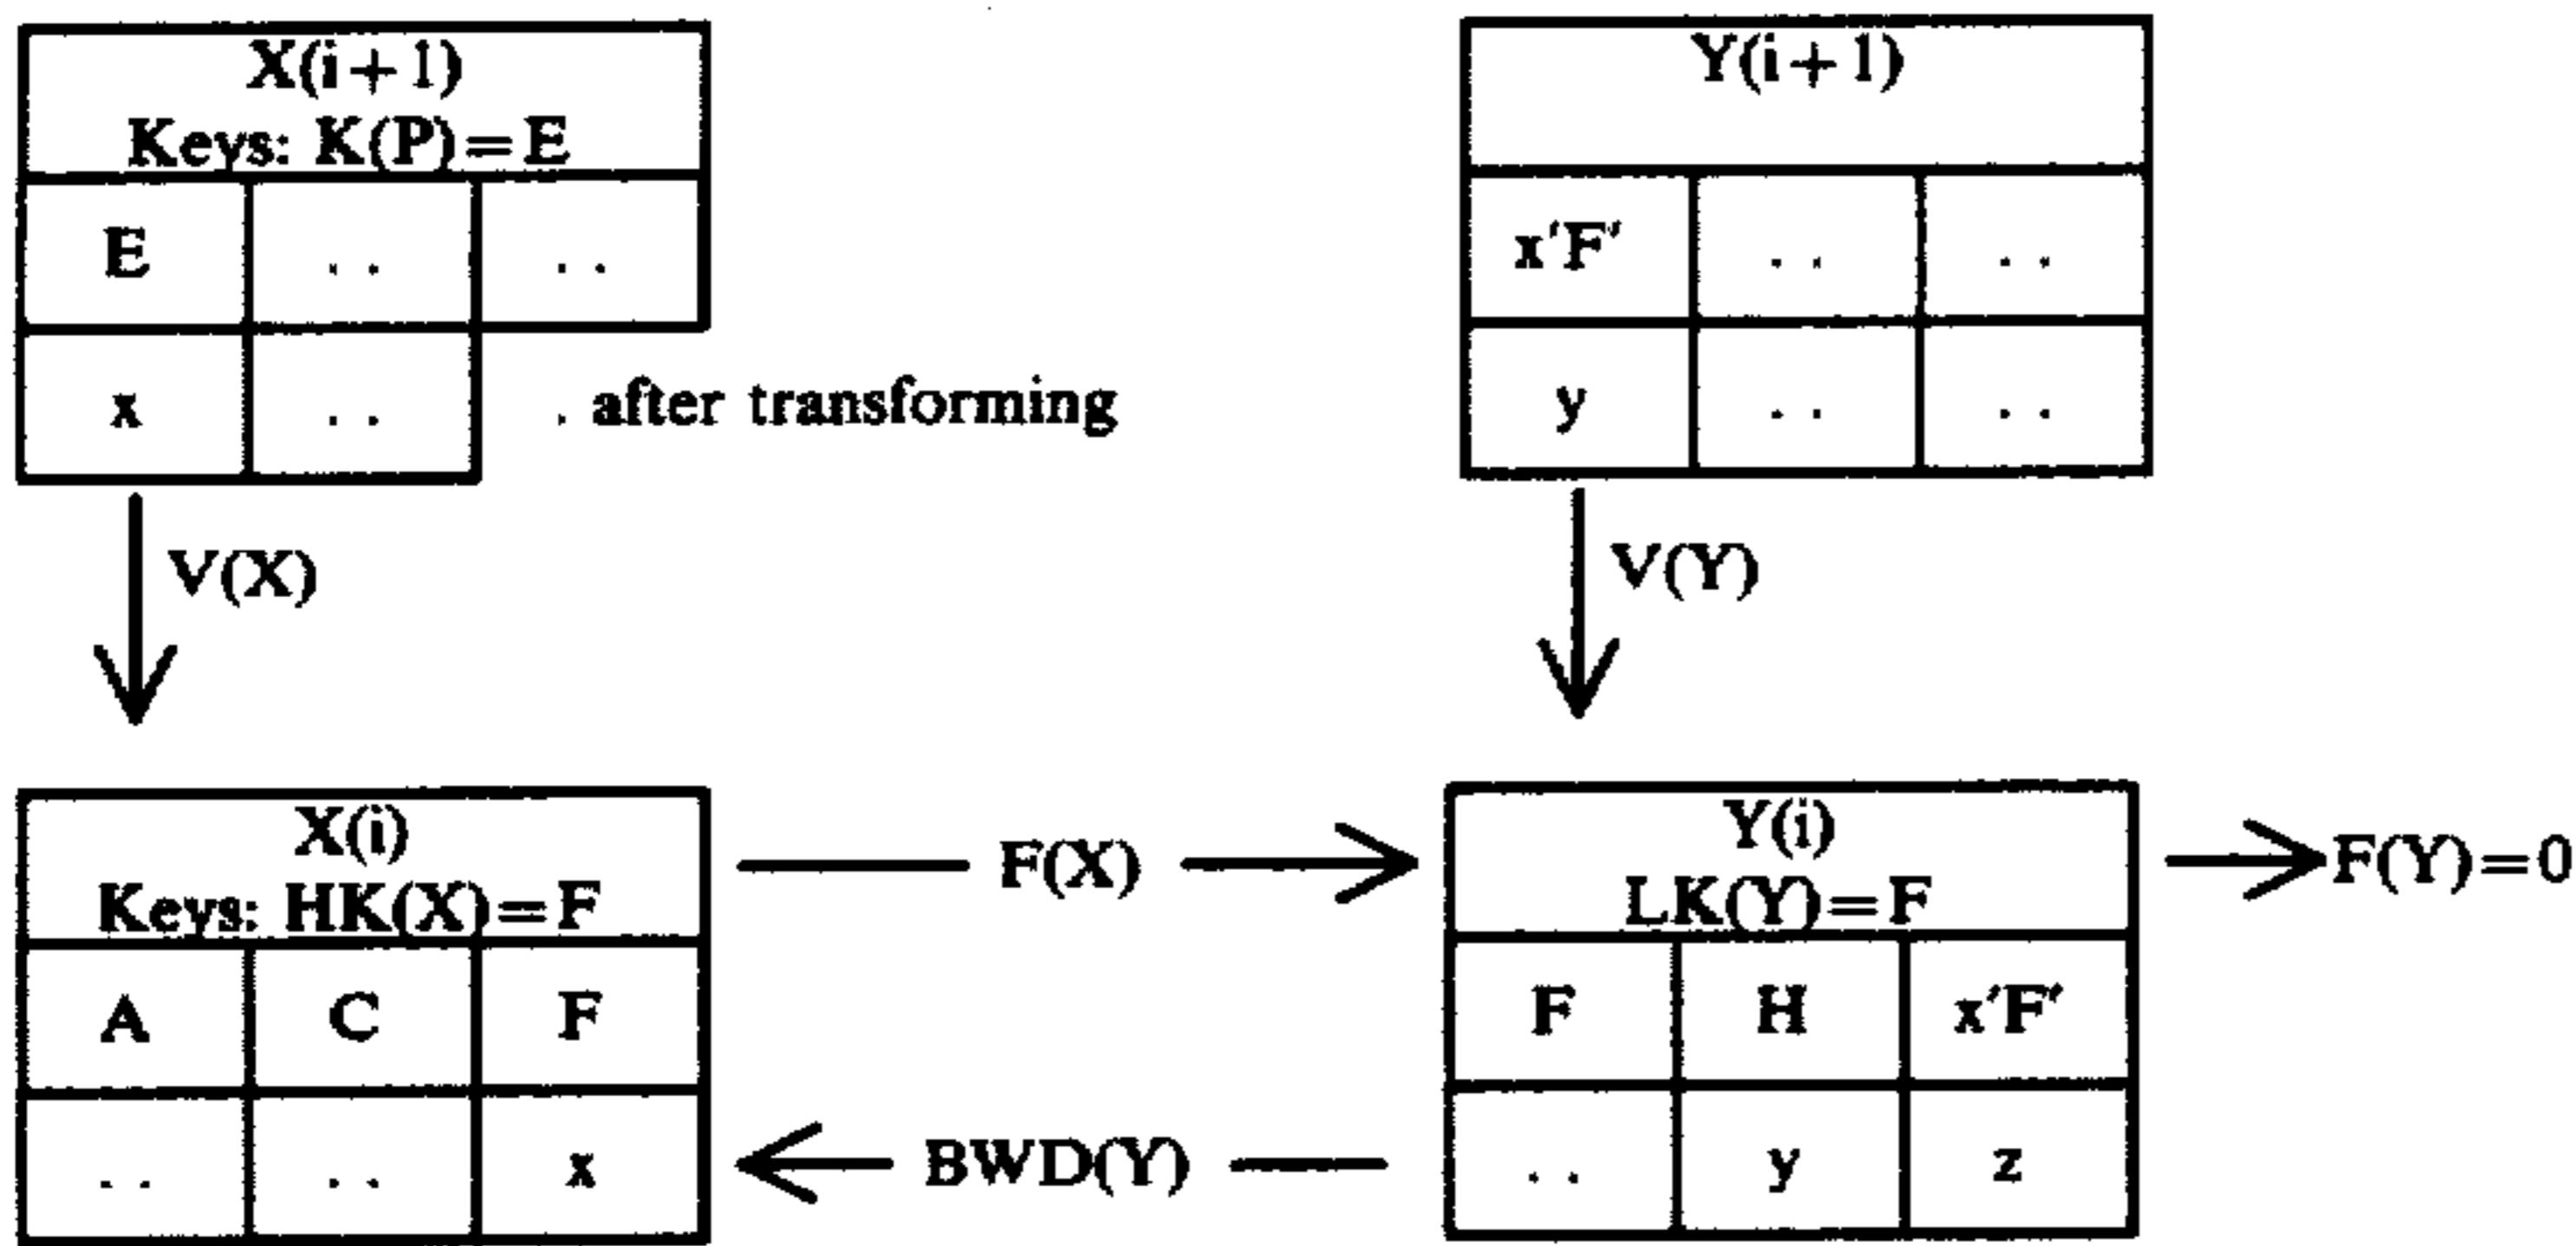 X(i+1)
Keys: K(P)=E
E . . . .
x . . . after transforming
V(X)
Y(i+1)
x'F' . . . .
y . . . .
V(Y)
X(i)
Keys: HK(X)=F
A C F
. . . . x
F(X)
BWD(Y)
Y(i)
LK(Y)=F
F H x'F'
. . y z
F(Y)=0